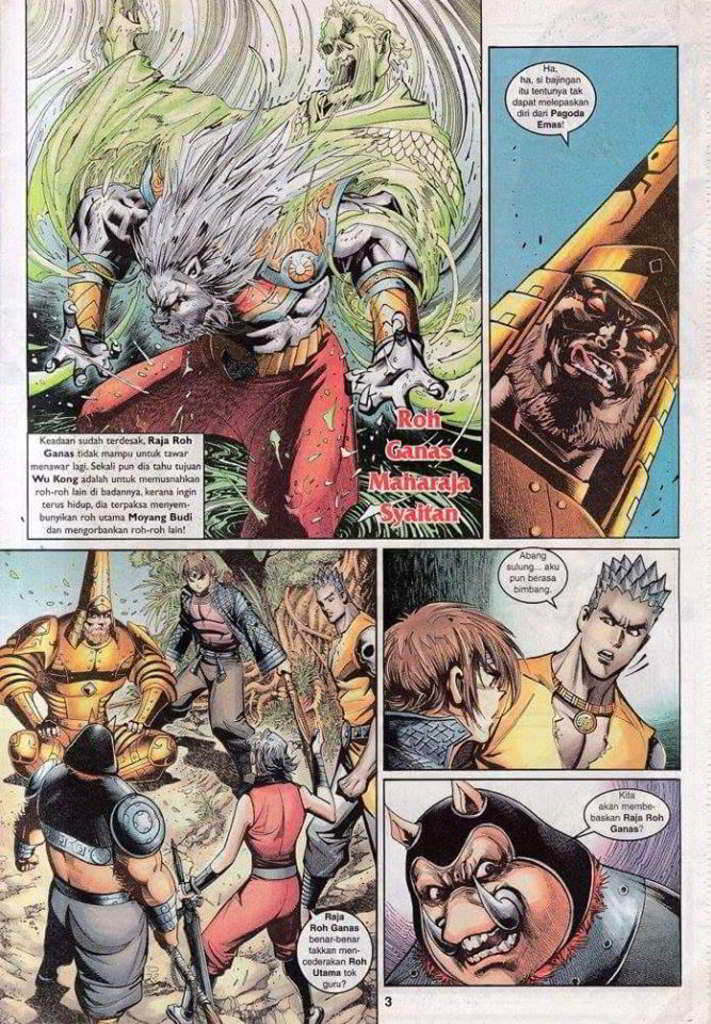 Keadaan sudah terdesak, Raja Roh
Ganas tidak mampu untuk tawar
menawar lagi. Sekali pun dia tahu tujuan
Wu Kong adalah untuk memusnahkan
roh-roh lain di badannya, kerana ingin
terus hidup, dia terpaksa menyem-
bunyikan roh utama Moyang Budi
dan mengorbankan roh-roh lain!
Roh
Ganas
Maharaja
Syaitan
Ha,
ha, si bajingan
itu tentunya tak
dapat melepaskan
diri dari Pagoda
Emas!
Raja
Roh Ganas
benar-benar
takkan men-
cederakan Roh
Utama tok
guru?
Abang
sulung... aku
pun berasa
bimbang.
Kita
akan membe-
baskan Raja Roh
Ganas?
3